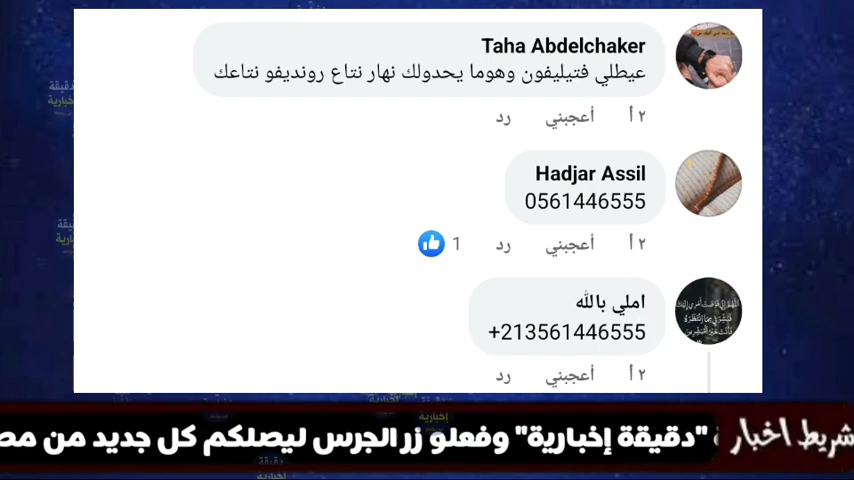 Taha Abdelchaker
عيطلي فتيليفون وهوما يحدولك نهار نتاع رونديفو نتاعك
٢ أ أعجبني رد
Hadjar Assil
0561446555
٢ أ أعجبني رد 1
املي بالله
+213561446555
٢ أ أعجبني رد
شريط اخبار
"دقيقة إخبارية" وفعلو زر الجرس ليصلكم كل جديد من